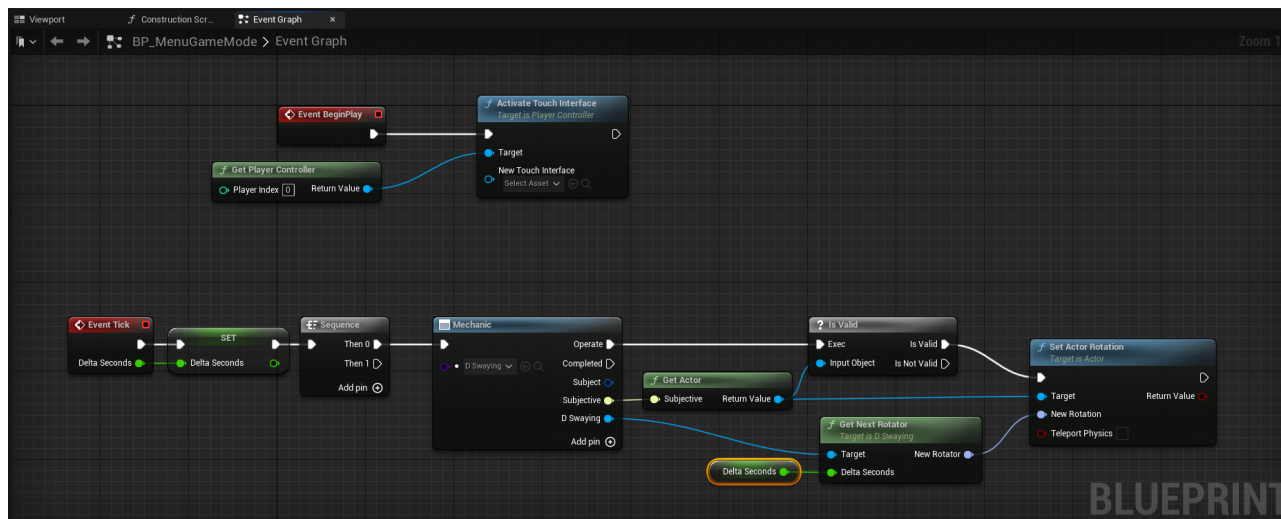 Viewport
Construction Scr...
Event Graph
BP_MenuGameMode > Event Graph
Zoom 1
Event BeginPlay
Activate Touch Interface
Target is Player Controller
Target
New Touch Interface
Select Asset
Get Player Controller
Player Index 0 Return Value
Event Tick
Delta Seconds
SET
Delta Seconds
Sequence
Then 0
Then 1
Add pin
Mechanic
Operate
D Swaying
Completed
Subject
Subjective
D Swaying
Add pin
Get Actor
Subjective Return Value
Is Valid
Exec Is Valid
Input Object Is Not Valid
Set Actor Rotation
Target is Actor
Target Return Value
New Rotation
Teleport Physics
Get Next Rotator
Target is D Swaying
Target New Rotator
Delta Seconds
Delta Seconds
BLUEPRINT